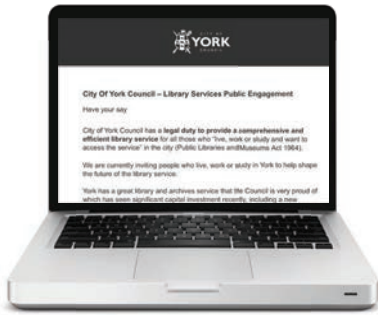 CITY OF
YORK
COUNCIL
City Of York Council – Library Services Public Engagement
Have your say
City of York Council has a legal duty to provide a comprehensive and
efficient library service for all those who "live, work or study and want to
access the service" in the city (Public Libraries andMuseums Act 1964).
We are currently inviting people who live, work or study in York to help shape
the future of the library service.
York has a great library and archives service that the Council is very proud of
which has seen significant capital investment recently, including a new